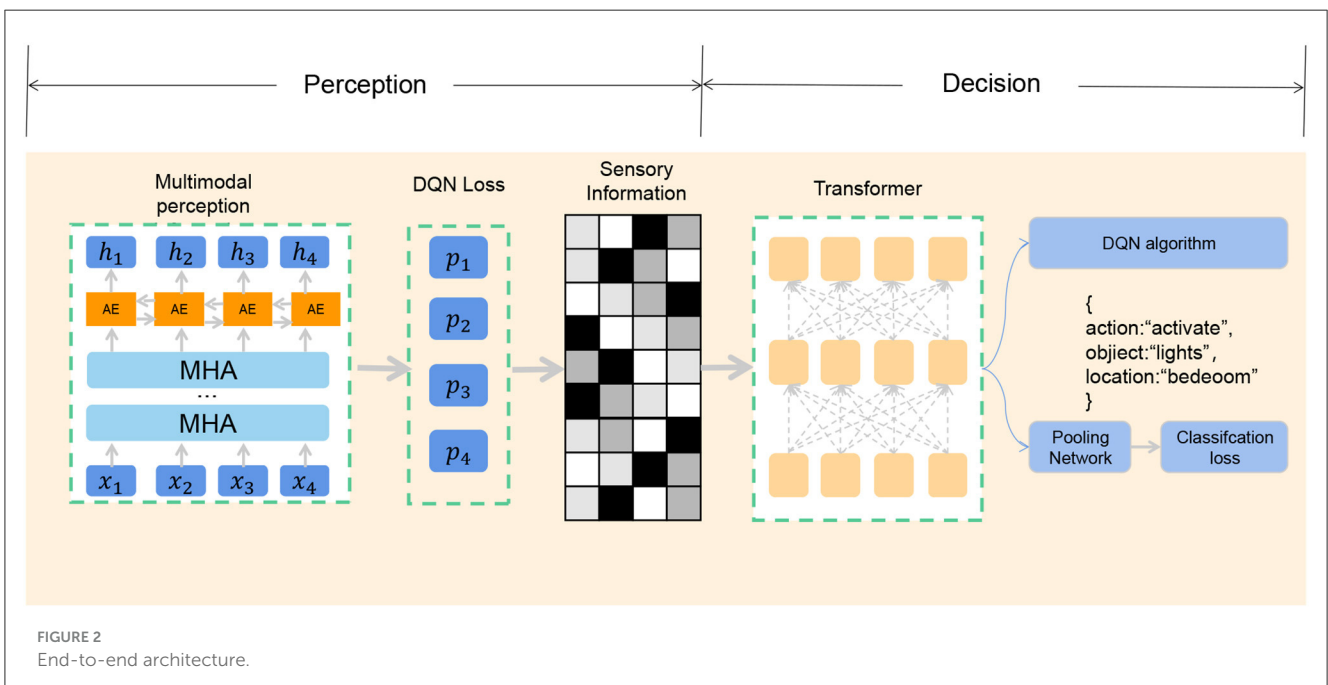 Perception
Decision
Multimodal
perception
DQN Loss
Sensory
Information
Transformer
h₁ h₂ h₃ h₄
AE AE AE AE
MHA
...
MHA
x₁ x₂ x₃ x₄
p₁
p₂
p₃
p₄
DQN algorithm
{
action:“activate”,
objiect:“lights”,
location:“bedeoom”
}
Pooling
Network
Classifcation
loss
FIGURE 2
End-to-end architecture.